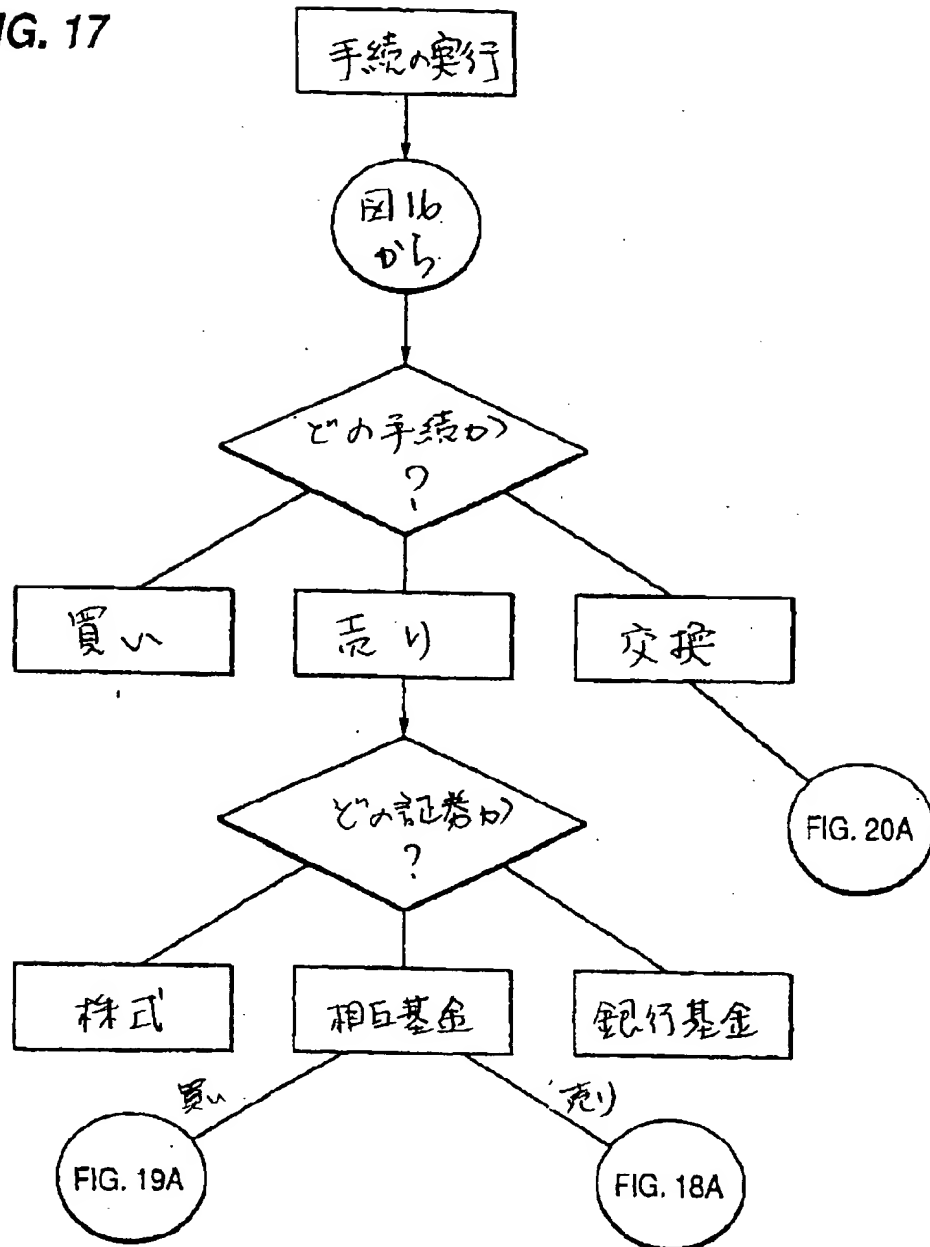 IG. 17
手続の実行
図16
から
どの手続か
?
買い
売り
交換
どの証券か
?
FIG. 20A
株式
相互基金
銀行基金
買い
売り
FIG. 19A
FIG. 18A